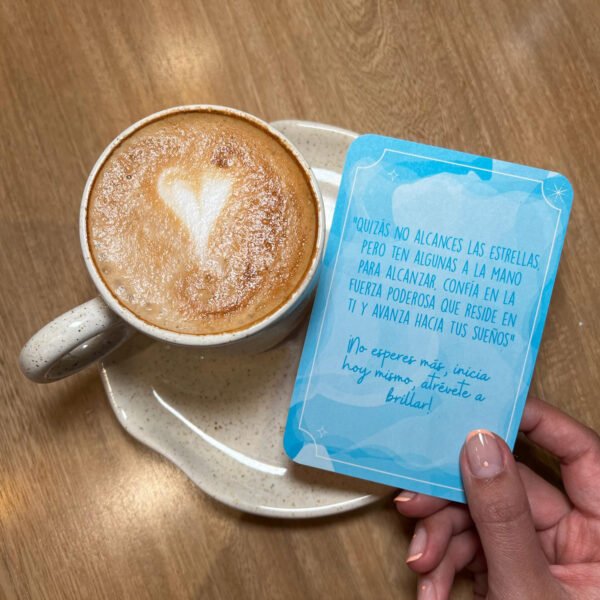 "QUIZÁS NO ALCANCES LAS ESTRELLAS,
PERO TEN ALGUNAS A LA MANO
PARA ALCANZAR, CONFÍA EN LA
FUERZA PODEROSA QUE RESIDE EN
TI Y AVANZA HACIA TUS SUEÑOS"
¡No esperes más, inicia
hoy mismo, atrévete a
brillar!